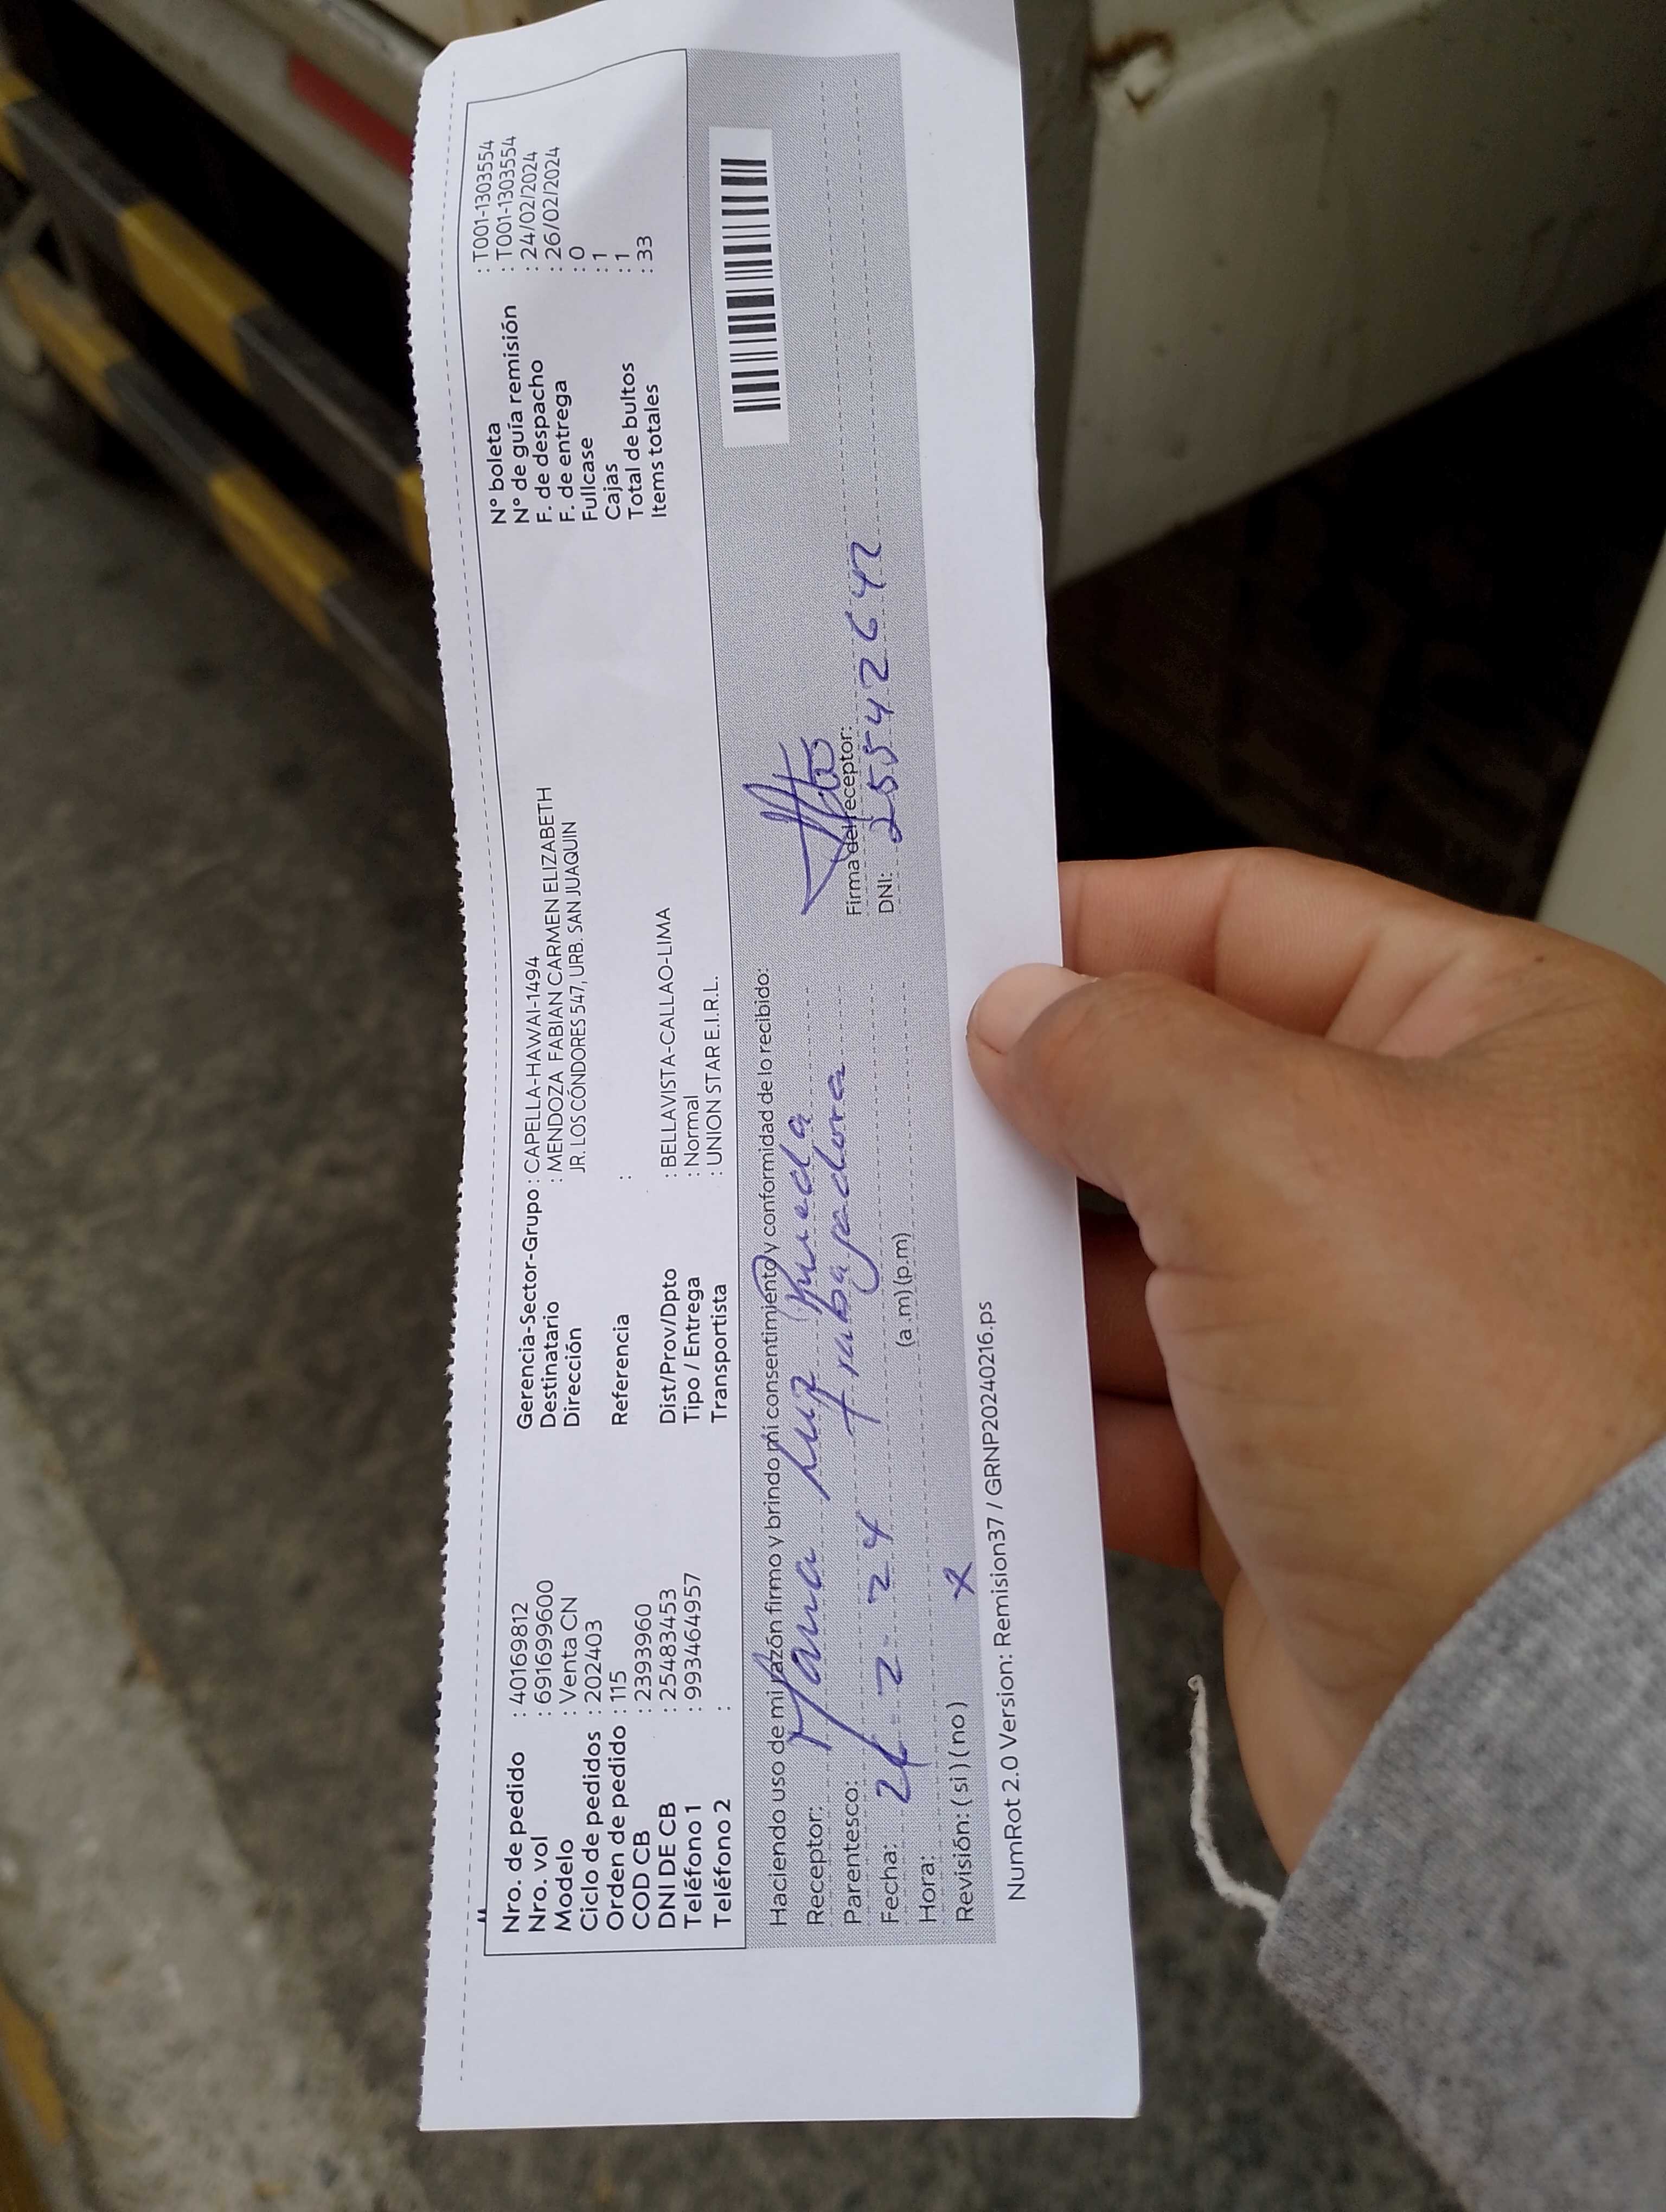 Nro. de pedido : 40169812
Nro. vol : 691699600
Modelo : Venta CN
Ciclo de pedidos : 202403
Orden de pedido : 115
COD CB : 2393960
DNI DE CB : 25483453
Teléfono 1 : 993464957
Teléfono 2 :
Gerencia-Sector-Grupo : CAPELLA-HAWAI-1494
Destinatario : MENDOZA FABIAN CARMEN ELIZABETH
Dirección JR. LOS CÓNDORES 547, URB. SAN JUAQUIN
Referencia :
Dist/Prov/Dpto : BELLAVISTA-CALLAO-LIMA
Tipo / Entrega : Normal
Transportista : UNION STAR E.I.R.L.
N° boleta : T001-1303554
N° de guía remisión : T001-1303554
F. de despacho : 24/02/2024
F. de entrega : 26/02/2024
Fullcase : 0
Cajas : 1
Total de bultos : 1
Items totales : 33
Haciendo uso de mi razón firmo y brindo mi consentimiento y conformidad de lo recibido:
Receptor: Maria Luz
Parentesco: trabajadora
Fecha: 2 24
Hora: (a.m) (p.m)
Revisión: ( si ) ( no ) x
Firma del receptor:
DNI: 25542642
NumRot 2.0 Version: Remision37 / GRNP20240216.ps